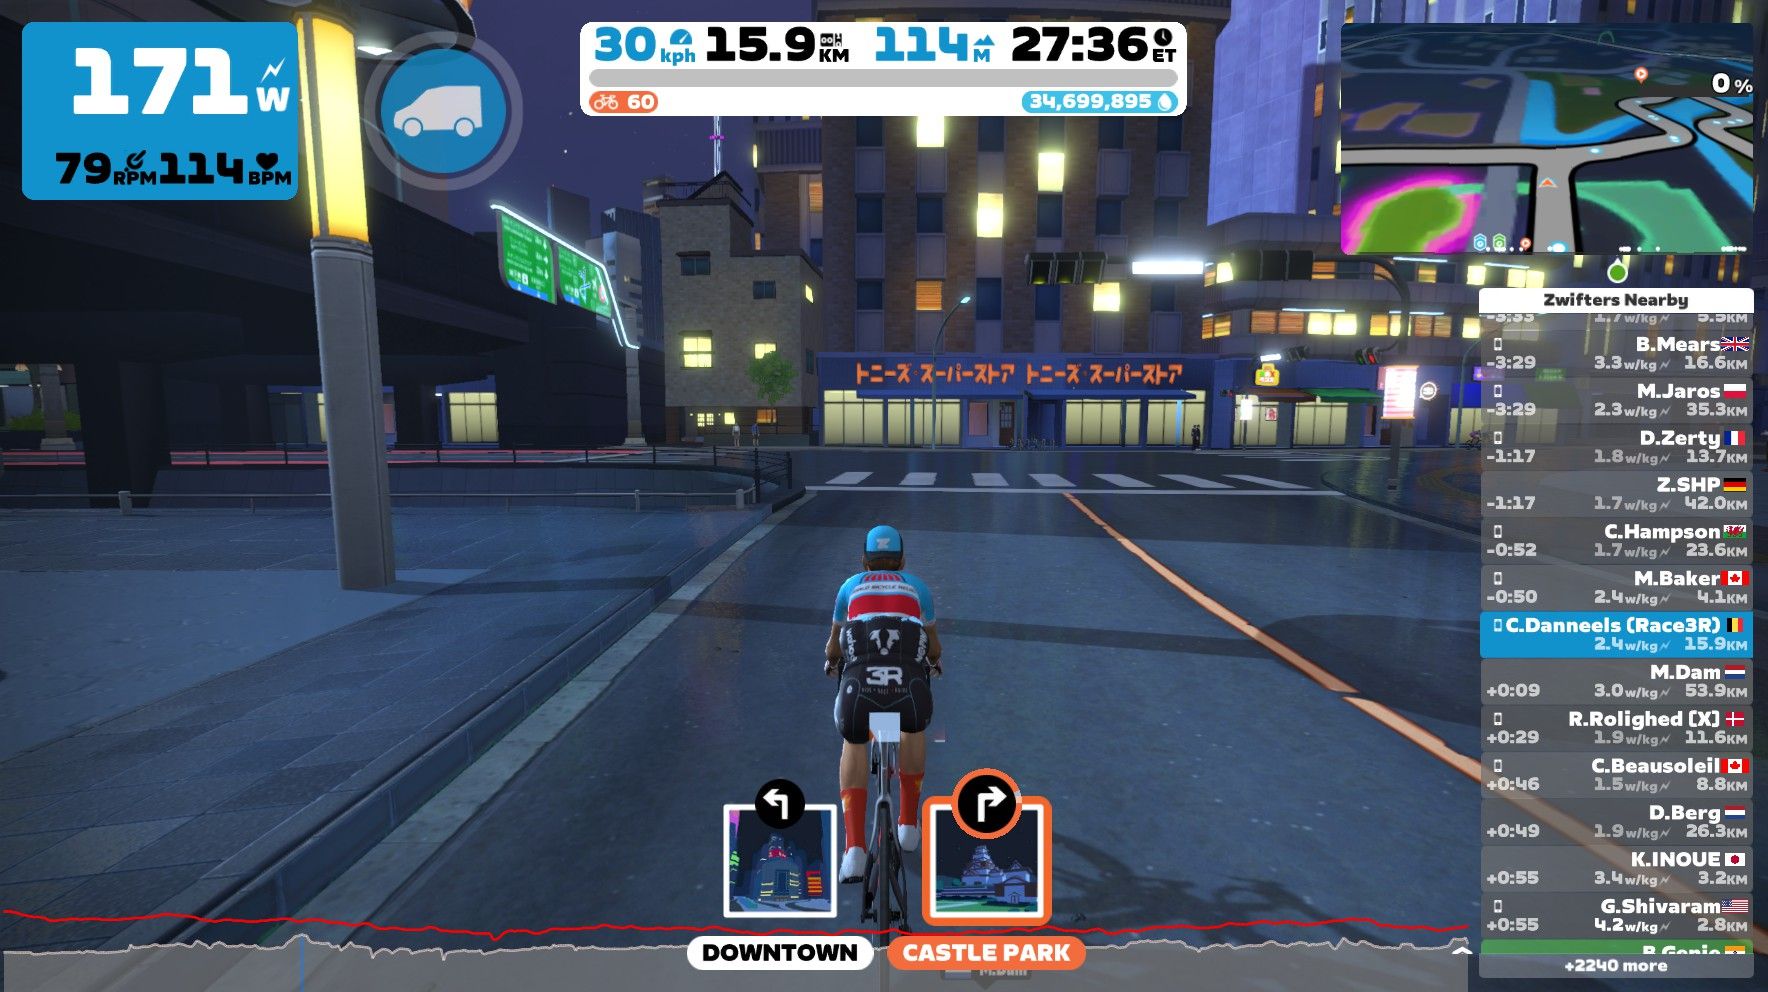 171 W
79 RPM 114 BPM
30 kph 15.9 KM 114 M 27:36 ET
60 34,699,895
0 %
トニーズ・スーパーストア トニーズ・スーパーストア
Zwifters Nearby
-3:33 1.7 w/kg 5.5KM
B.Mears
-3:29 3.3 w/kg 16.6KM
M.Jaros
-3:29 2.3 w/kg 35.3KM
D.Zerty
-1:17 1.8 w/kg 13.7KM
Z.SHP
-1:17 1.7 w/kg 42.0KM
C.Hampson
-0:52 1.7 w/kg 23.6KM
M.Baker
-0:50 2.4 w/kg 4.1KM
C.Danneels (Race3R)
2.4 w/kg 15.9KM
M.Dam
+0:09 3.0 w/kg 53.9KM
R.Rolighed (X)
+0:29 1.9 w/kg 11.6KM
C.Beausoleil
+0:46 1.5 w/kg 8.8KM
D.Berg
+0:49 1.9 w/kg 26.3KM
K.INOUE
+0:55 3.4 w/kg 3.2KM
G.Shivaram
+0:55 4.2 w/kg 2.8KM
+2240 more
Z
3R
DOWNTOWN
CASTLE PARK
M.Dam